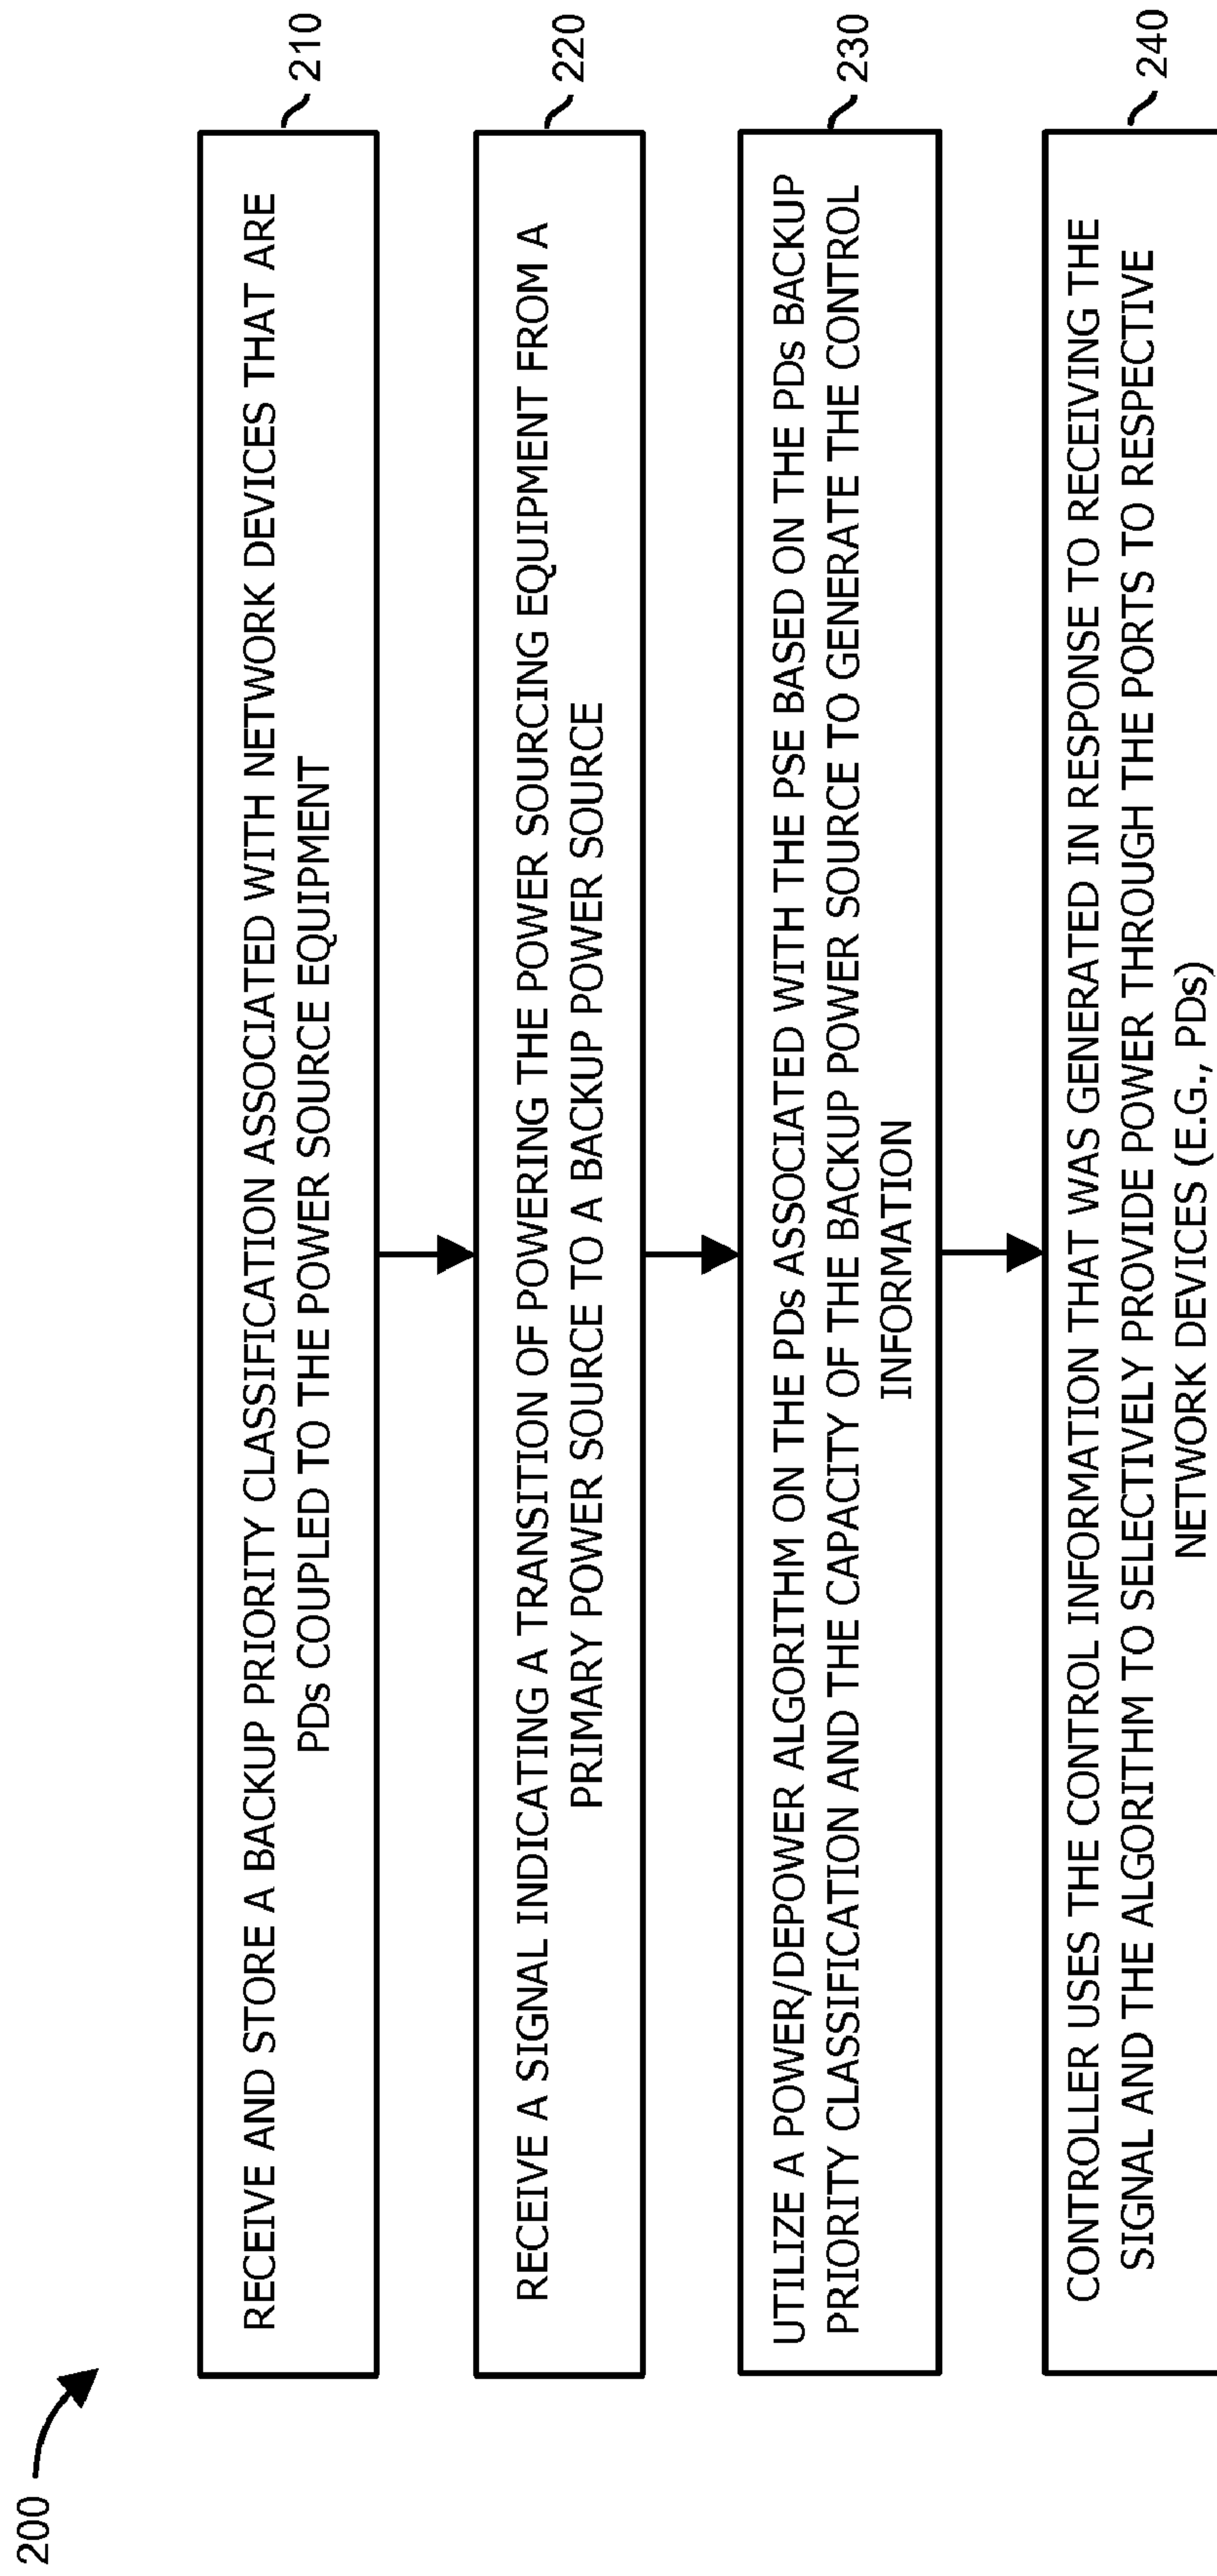 200
RECEIVE AND STORE A BACKUP PRIORITY CLASSIFICATION ASSOCIATED WITH NETWORK DEVICES THAT ARE
PDs COUPLED TO THE POWER SOURCE EQUIPMENT
210
RECEIVE A SIGNAL INDICATING A TRANSITION OF POWERING THE POWER SOURCING EQUIPMENT FROM A
PRIMARY POWER SOURCE TO A BACKUP POWER SOURCE
220
UTILIZE A POWER/DEPOWER ALGORITHM ON THE PDs ASSOCIATED WITH THE PSE BASED ON THE PDs BACKUP
PRIORITY CLASSIFICATION AND THE CAPACITY OF THE BACKUP POWER SOURCE TO GENERATE THE CONTROL
INFORMATION
230
CONTROLLER USES THE CONTROL INFORMATION THAT WAS GENERATED IN RESPONSE TO RECEIVING THE
SIGNAL AND THE ALGORITHM TO SELECTIVELY PROVIDE POWER THROUGH THE PORTS TO RESPECTIVE
NETWORK DEVICES (E.G., PDs)
240